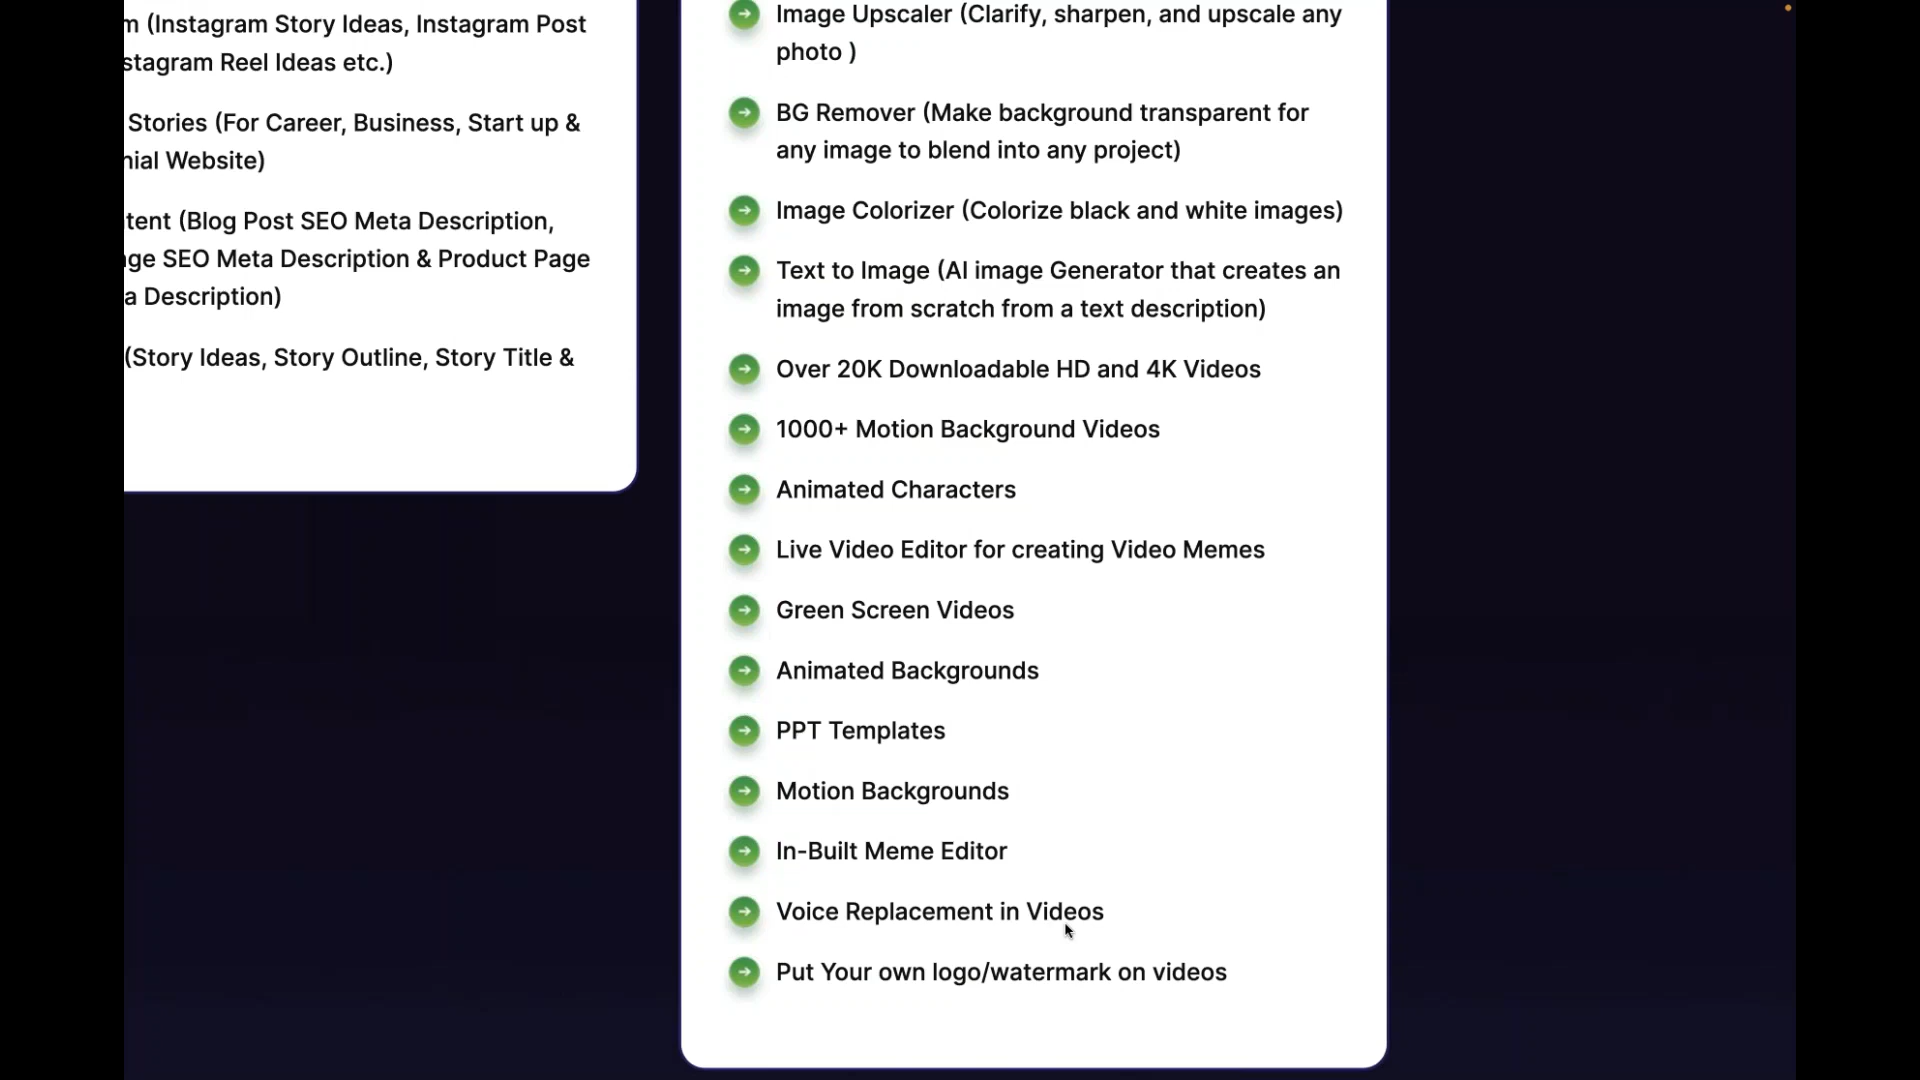 (Instagram Story Ideas, Instagram Post
Reel Ideas etc.)
Stories (For Career, Business, Start up &
Website)
(Blog Post SEO Meta Description,
SEO Meta Description & Product Page
Description)
(Story Ideas, Story Outline, Story Title &
Image Upscaler (Clarify, sharpen, and upscale any
photo )
BG Remover (Make background transparent for
any image to blend into any project)
Image Colorizer (Colorize black and white images)
Text to Image (AI image Generator that creates an
image from scratch from a text description)
Over 20K Downloadable HD and 4K Videos
1000+ Motion Background Videos
Animated Characters
Live Video Editor for creating Video Memes
Green Screen Videos
Animated Backgrounds
PPT Templates
Motion Backgrounds
In-Built Meme Editor
Voice Replacement in Videos
Put Your own logo/watermark on videos